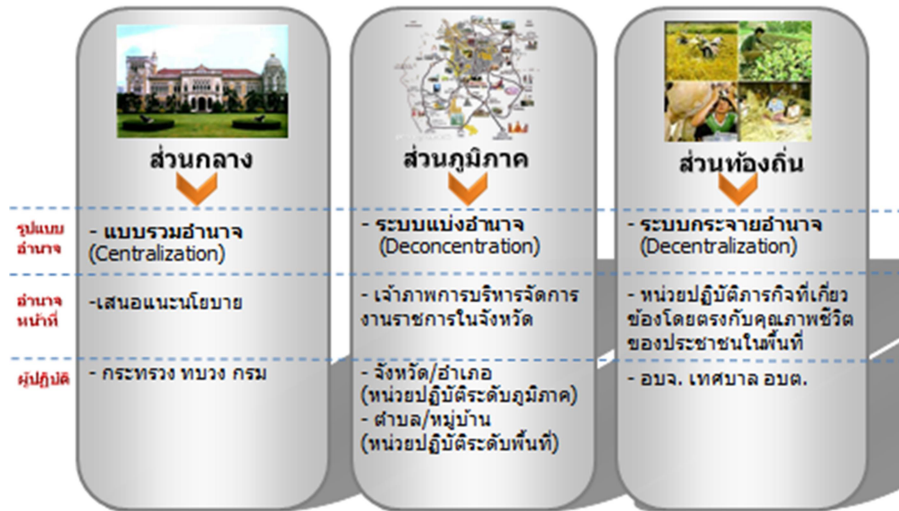 ส่วนกลาง
ส่วนภูมิภาค
ส่วนท้องถิ่น
รูปแบบ
อำนาจ
- แบบรวมอำนาจ
(Centralization)
- ระบบแบ่งอำนาจ
(Deconcentration)
- ระบบกระจายอำนาจ
(Decentralization)
อำนาจ
หน้าที่
-เสนอแนะนโยบาย
- เจ้าภาพการบริหารจัดการ
งานราชการในจังหวัด
- หน่วยปฏิบัติภารกิจที่เกี่ยว
ข้องโดยตรงกับคุณภาพชีวิต
ของประชาชนในพื้นที่
ผู้ปฏิบัติ
- กระทรวง ทบวง กรม
- จังหวัด/อำเภอ
(หน่วยปฏิบัติระดับภูมิภาค)
- ตำบล/หมู่บ้าน
(หน่วยปฏิบัติระดับพื้นที่)
- อบจ. เทศบาล อบต.